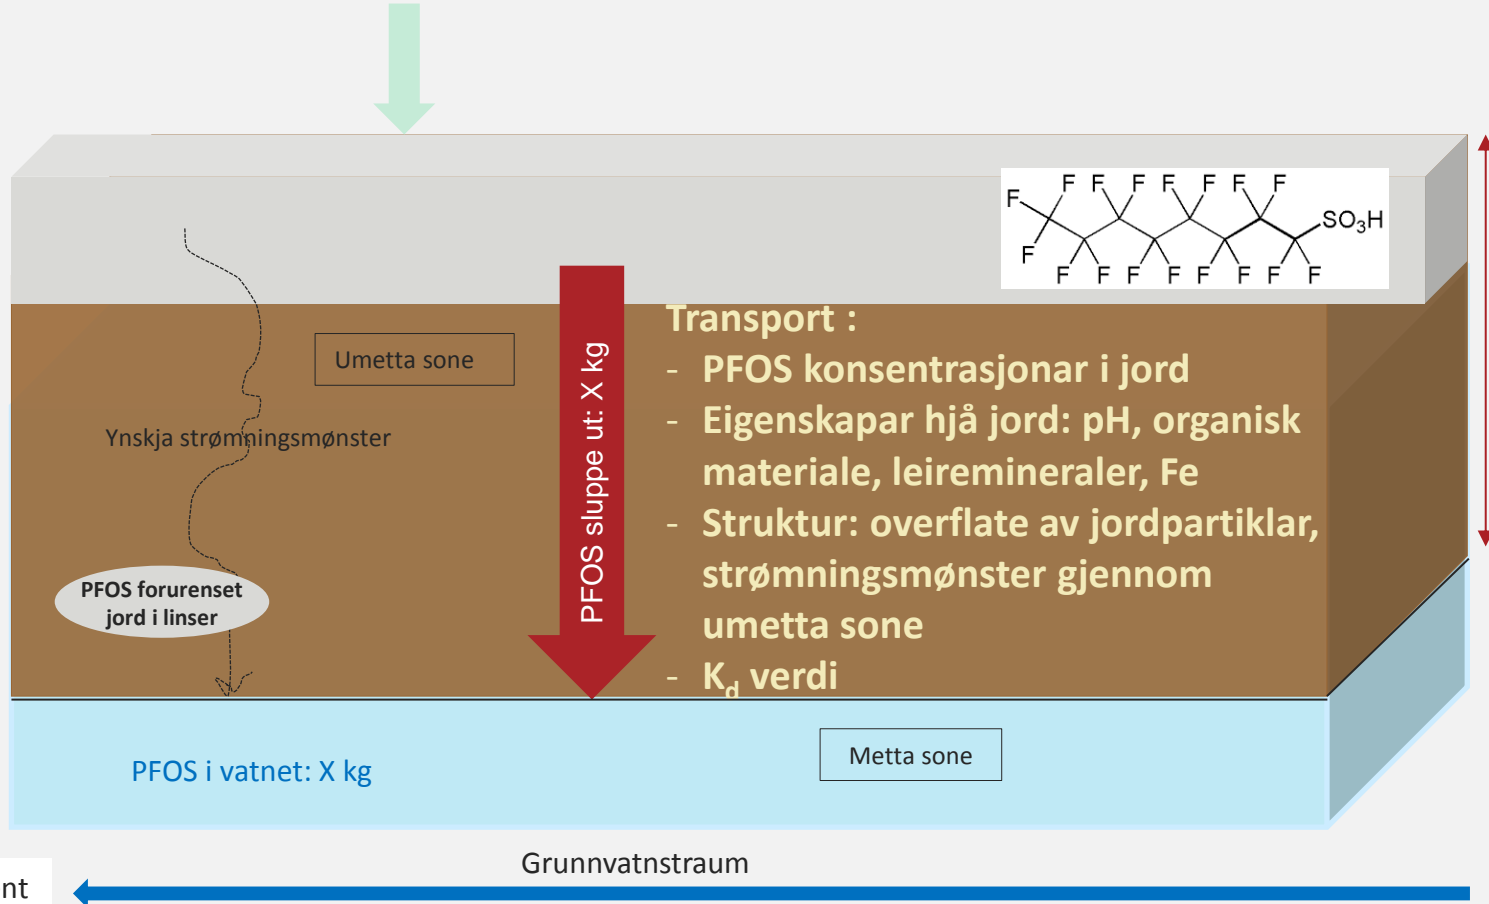 F F F F F F F F
F SO₃H
F
F F F F F F F F
Transport :
Umetta sone
- PFOS konsentrasjonar i jord
- Eigenskapar hjå jord: pH, organisk
materiale, leiremineraler, Fe
Ynskja strømningsmønster
PFOS sluppe ut: X kg
- Struktur: overflate av jordpartiklar,
strømningsmønster gjennom
umetta sone
PFOS forurenset
jord i linser
- Kd verdi
Metta sone
PFOS i vatnet: X kg
Grunnvatnstraum
nt